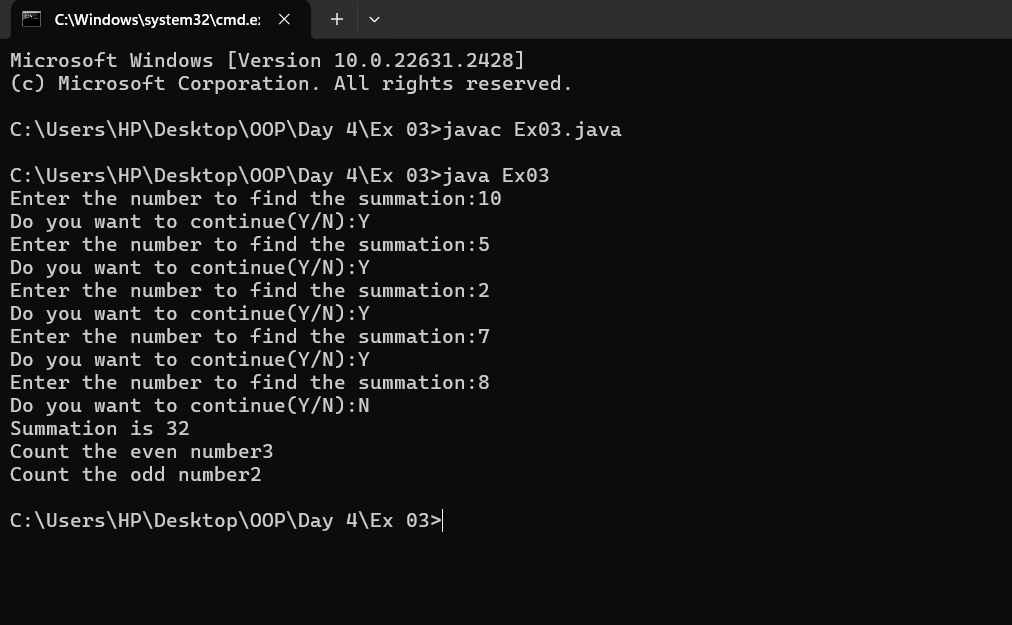 C:\Windows\system32\cmd.e:
Microsoft Windows [Version 10.0.22631.2428]
(c) Microsoft Corporation. All rights reserved.
C:\Users\HP\Desktop\OOP\Day 4\Ex 03>javac Ex03.java
C:\Users\HP\Desktop\OOP\Day 4\Ex 03>java Ex03
Enter the number to find the summation:10
Do you want to continue(Y/N):Y
Enter the number to find the summation:5
Do you want to continue(Y/N):Y
Enter the number to find the summation:2
Do you want to continue(Y/N):Y
Enter the number to find the summation:7
Do you want to continue(Y/N):Y
Enter the number to find the summation:8
Do you want to continue(Y/N):N
Summation is 32
Count the even number3
Count the odd number2
C:\Users\HP\Desktop\OOP\Day 4\Ex 03>